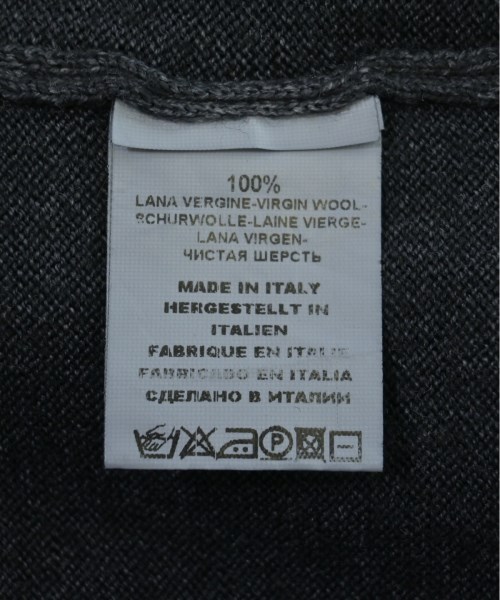 100%
LANA VERGINE-VIRGIN WOOL-
SCHURWOLLE-LAINE VIERGE-
LANA VIRGEN-
ЧИСТАЯ ШЕРСТЬ
MADE IN ITALY
HERGESTELLT IN
ITALIEN
FABRIQUE EN ITALIE
FABRICADO EN ITALIA
СДЕЛАНО В ИТАЛИИ
P